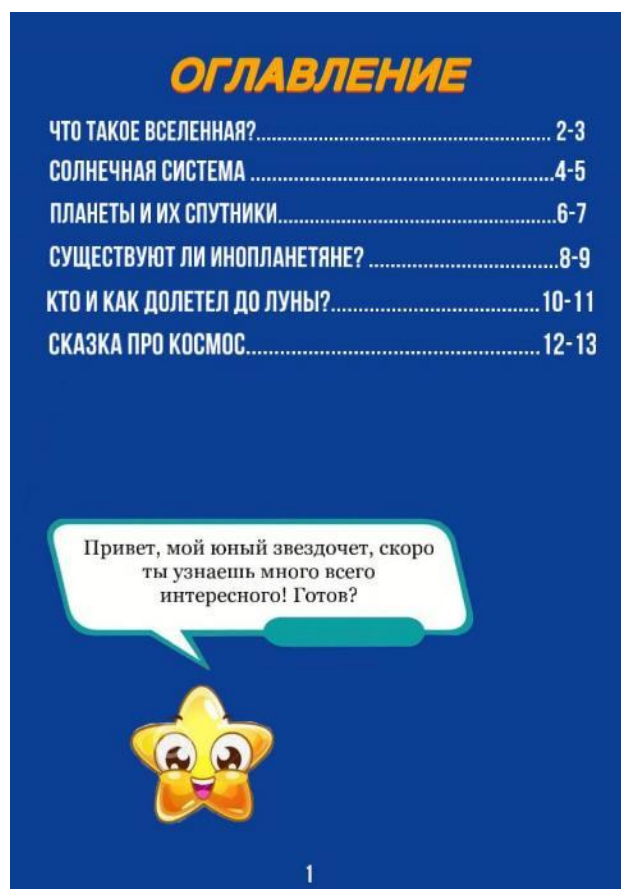 ОГЛАВЛЕНИЕ
ЧТО ТАКОЕ ВСЕЛЕННАЯ?.................................................... 2-3
СОЛНЕЧНАЯ СИСТЕМА .....................................................4-5
ПЛАНЕТЫ И ИХ СПУТНИКИ.................................................6-7
СУЩЕСТВУЮТ ЛИ ИНОПЛАНЕТЯНЕ? .................................8-9
КТО И КАК ДОЛЕТЕЛ ДО ЛУНЫ?.....................................10-11
СКАЗКА ПРО КОСМОС....................................................12-13
Привет, мой юный звездочет, скоро
ты узнаешь много всего
интересного! Готов?
1